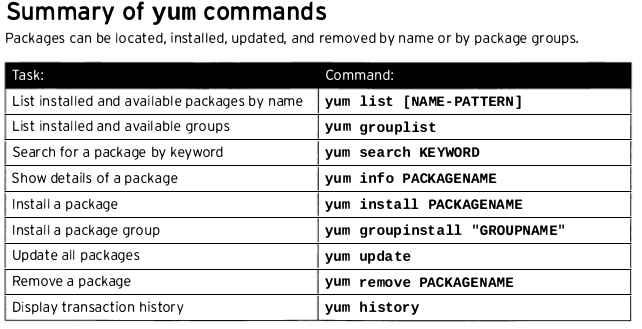 Summary of yum commands
Packages can be located, installed, updated, and removed by name or by package groups.
Task: Command:
List installed and available packages by name yum list [NAME-PATTERN]
List installed and available groups yum grouplist
Search for a package by keyword yum search KEYWORD
Show details of a package yum info PACKAGENAME
Install a package yum install PACKAGENAME
Install a package group yum groupinstall "GROUPNAME"
Update all packages yum update
Remove a package yum remove PACKAGENAME
Display transaction history yum history